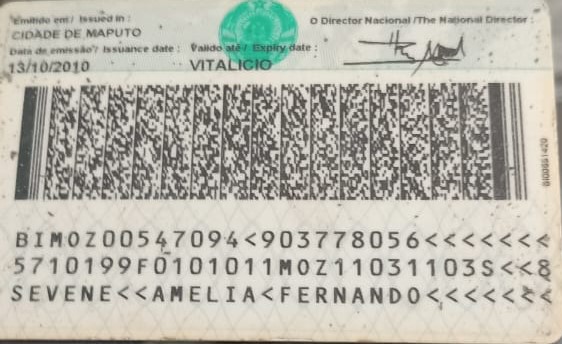 Emitido em / Issued in : O Director Nacional /The National Director :
CIDADE DE MAPUTO
Data de emissão / Issuance date : Valido até / Expiry date :
13/10/2010 VITALICIO
BIMOZ00547094<903778056<<<<<<<
5710199F0101011MOZ11031103S<<8
SEVENE<<AMELIA<FERNANDO<<<<<<<